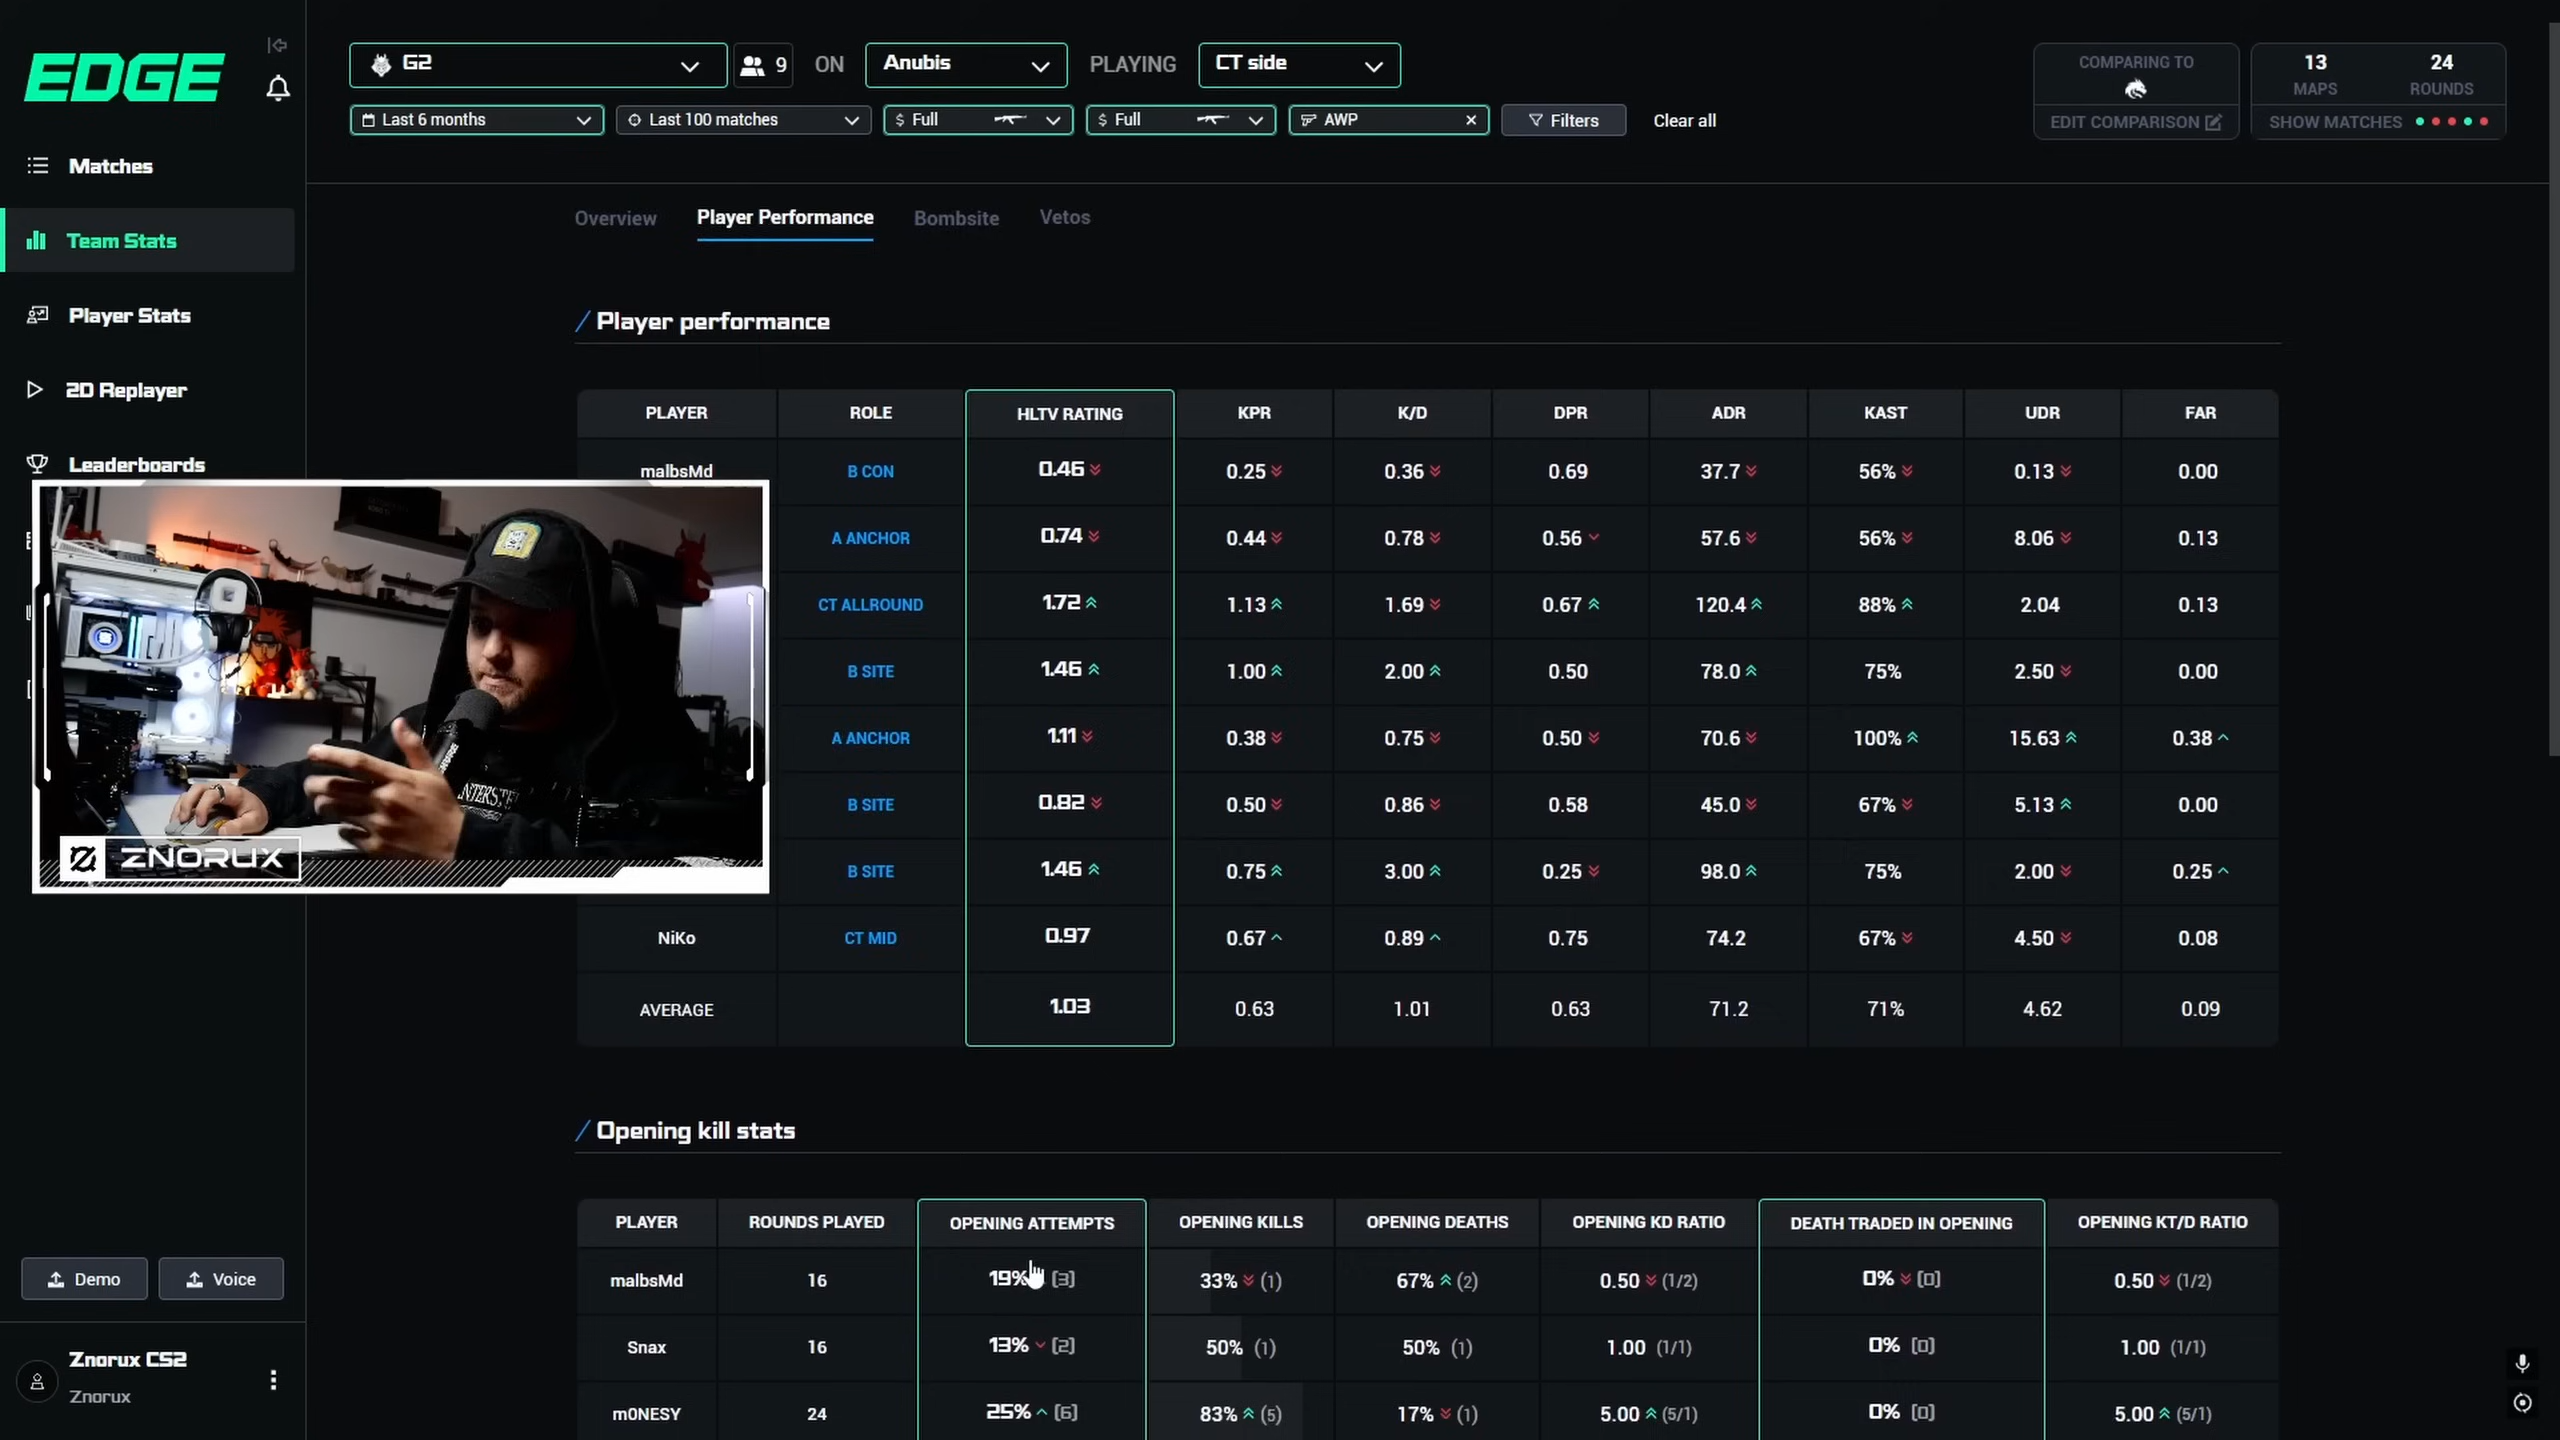 EDGE
Matches
Team Stats
Player Stats
2D Replayer
Leaderboards
G2
9
ON
Anubis
PLAYING
CT side
Last 6 months
Last 100 matches
$ Full
$ Full
AWP
Filters
Clear all
COMPARING TO
EDIT COMPARISON
13
MAPS
24
ROUNDS
SHOW MATCHES
Overview
Player Performance
Bombsite
Vetos
Player performance
PLAYER ROLE HLTV RATING KPR K/D DPR ADR KAST UDR FAR
malbsMd B CON 0.46 0.25 0.36 0.69 37.7 56% 0.13 0.00
A ANCHOR 0.74 0.44 0.78 0.56 57.6 56% 8.06 0.13
CT ALLROUND 1.72 1.13 1.69 0.67 120.4 88% 2.04 0.13
B SITE 1.46 1.00 2.00 0.50 78.0 75% 2.50 0.00
A ANCHOR 1.11 0.38 0.75 0.50 70.6 100% 15.63 0.38
B SITE 0.82 0.50 0.86 0.58 45.0 67% 5.13 0.00
B SITE 1.46 0.75 3.00 0.25 98.0 75% 2.00 0.25
NiKo CT MID 0.97 0.67 0.89 0.75 74.2 67% 4.50 0.08
AVERAGE 1.03 0.63 1.01 0.63 71.2 71% 4.62 0.09
ZNORUX
Opening kill stats
PLAYER ROUNDS PLAYED OPENING ATTEMPTS OPENING KILLS OPENING DEATHS OPENING KD RATIO DEATH TRADED IN OPENING OPENING KT/D RATIO
malbsMd 16 19% [3] 33% (1) 67% (2) 0.50 (1/2) 0% [0] 0.50 (1/2)
Snax 16 13% [2] 50% (1) 50% (1) 1.00 (1/1) 0% [0] 1.00 (1/1)
m0NESY 24 25% [6] 83% (5) 17% (1) 5.00 (5/1) 0% [0] 5.00 (5/1)
Demo
Voice
Znorux CS2
Znorux